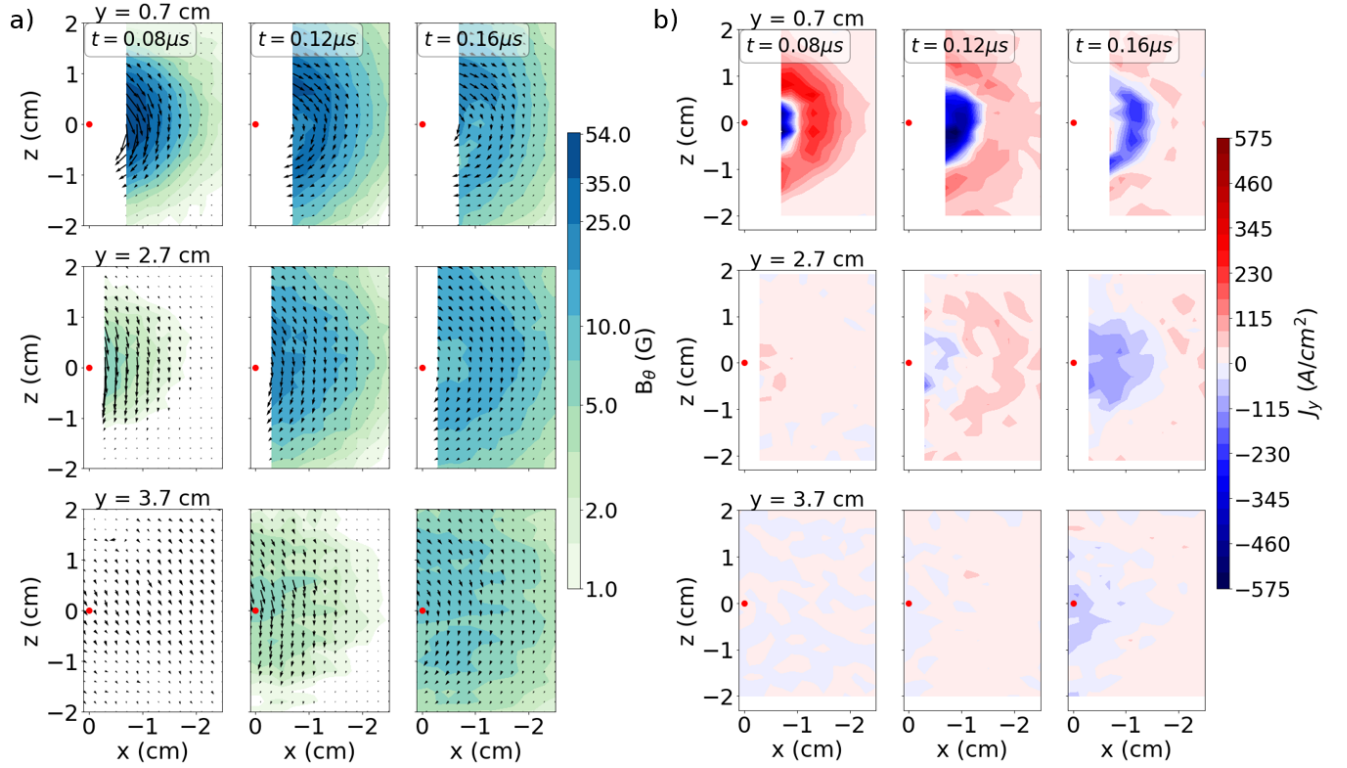 a)
y = 0.7 cm
t = 0.08μs
t = 0.12μs
t = 0.16μs
z (cm)
2
1
0
−1
−2
y = 2.7 cm
z (cm)
2
1
0
−1
−2
y = 3.7 cm
z (cm)
2
1
0
−1
−2
0 −1 −2
0 −1 −2
0 −1 −2
x (cm)
x (cm)
x (cm)
54.0
35.0
25.0
10.0
5.0
2.0
1.0
Bθ (G)
b)
y = 0.7 cm
t = 0.08μs
t = 0.12μs
t = 0.16μs
z (cm)
2
1
0
−1
−2
y = 2.7 cm
z (cm)
2
1
0
−1
−2
y = 3.7 cm
z (cm)
2
1
0
−1
−2
0 −1 −2
0 −1 −2
0 −1 −2
x (cm)
x (cm)
x (cm)
575
460
345
230
115
0
−115
−230
−345
−460
−575
Jy (A/cm²)